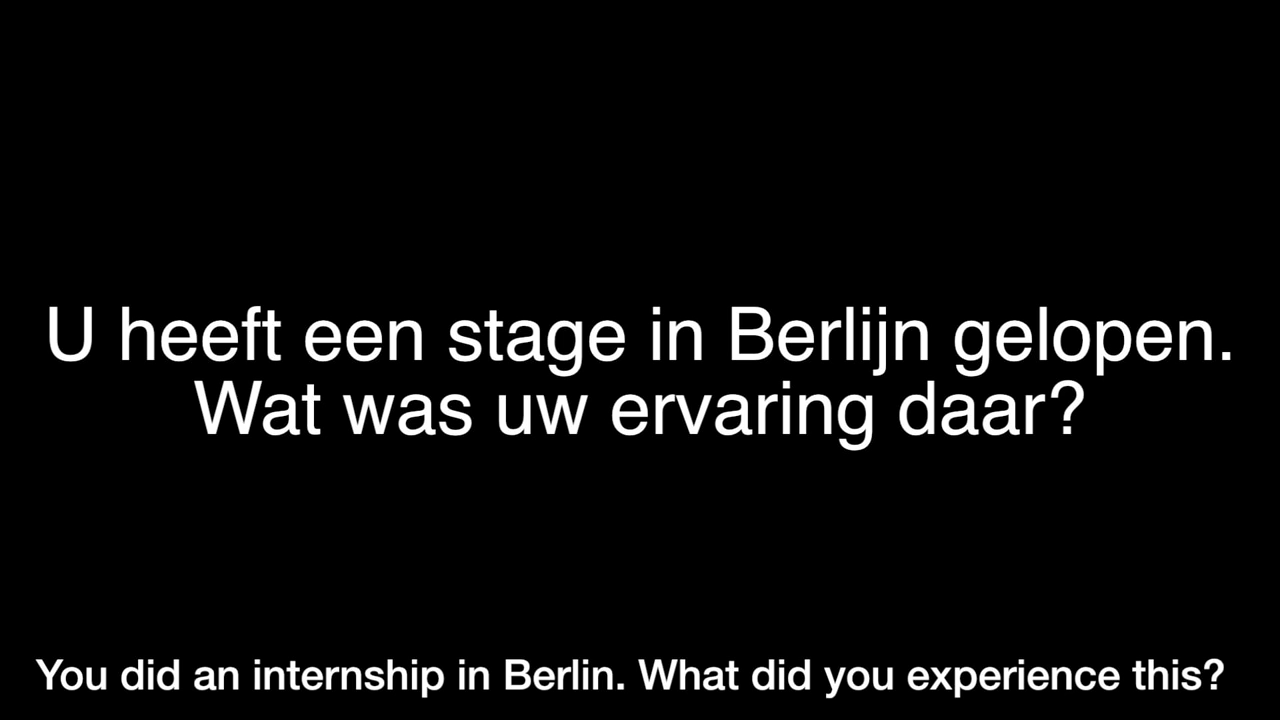 U heeft een stage in Berlijn gelopen.
Wat was uw ervaring daar?
You did an internship in Berlin. What did you experience this?